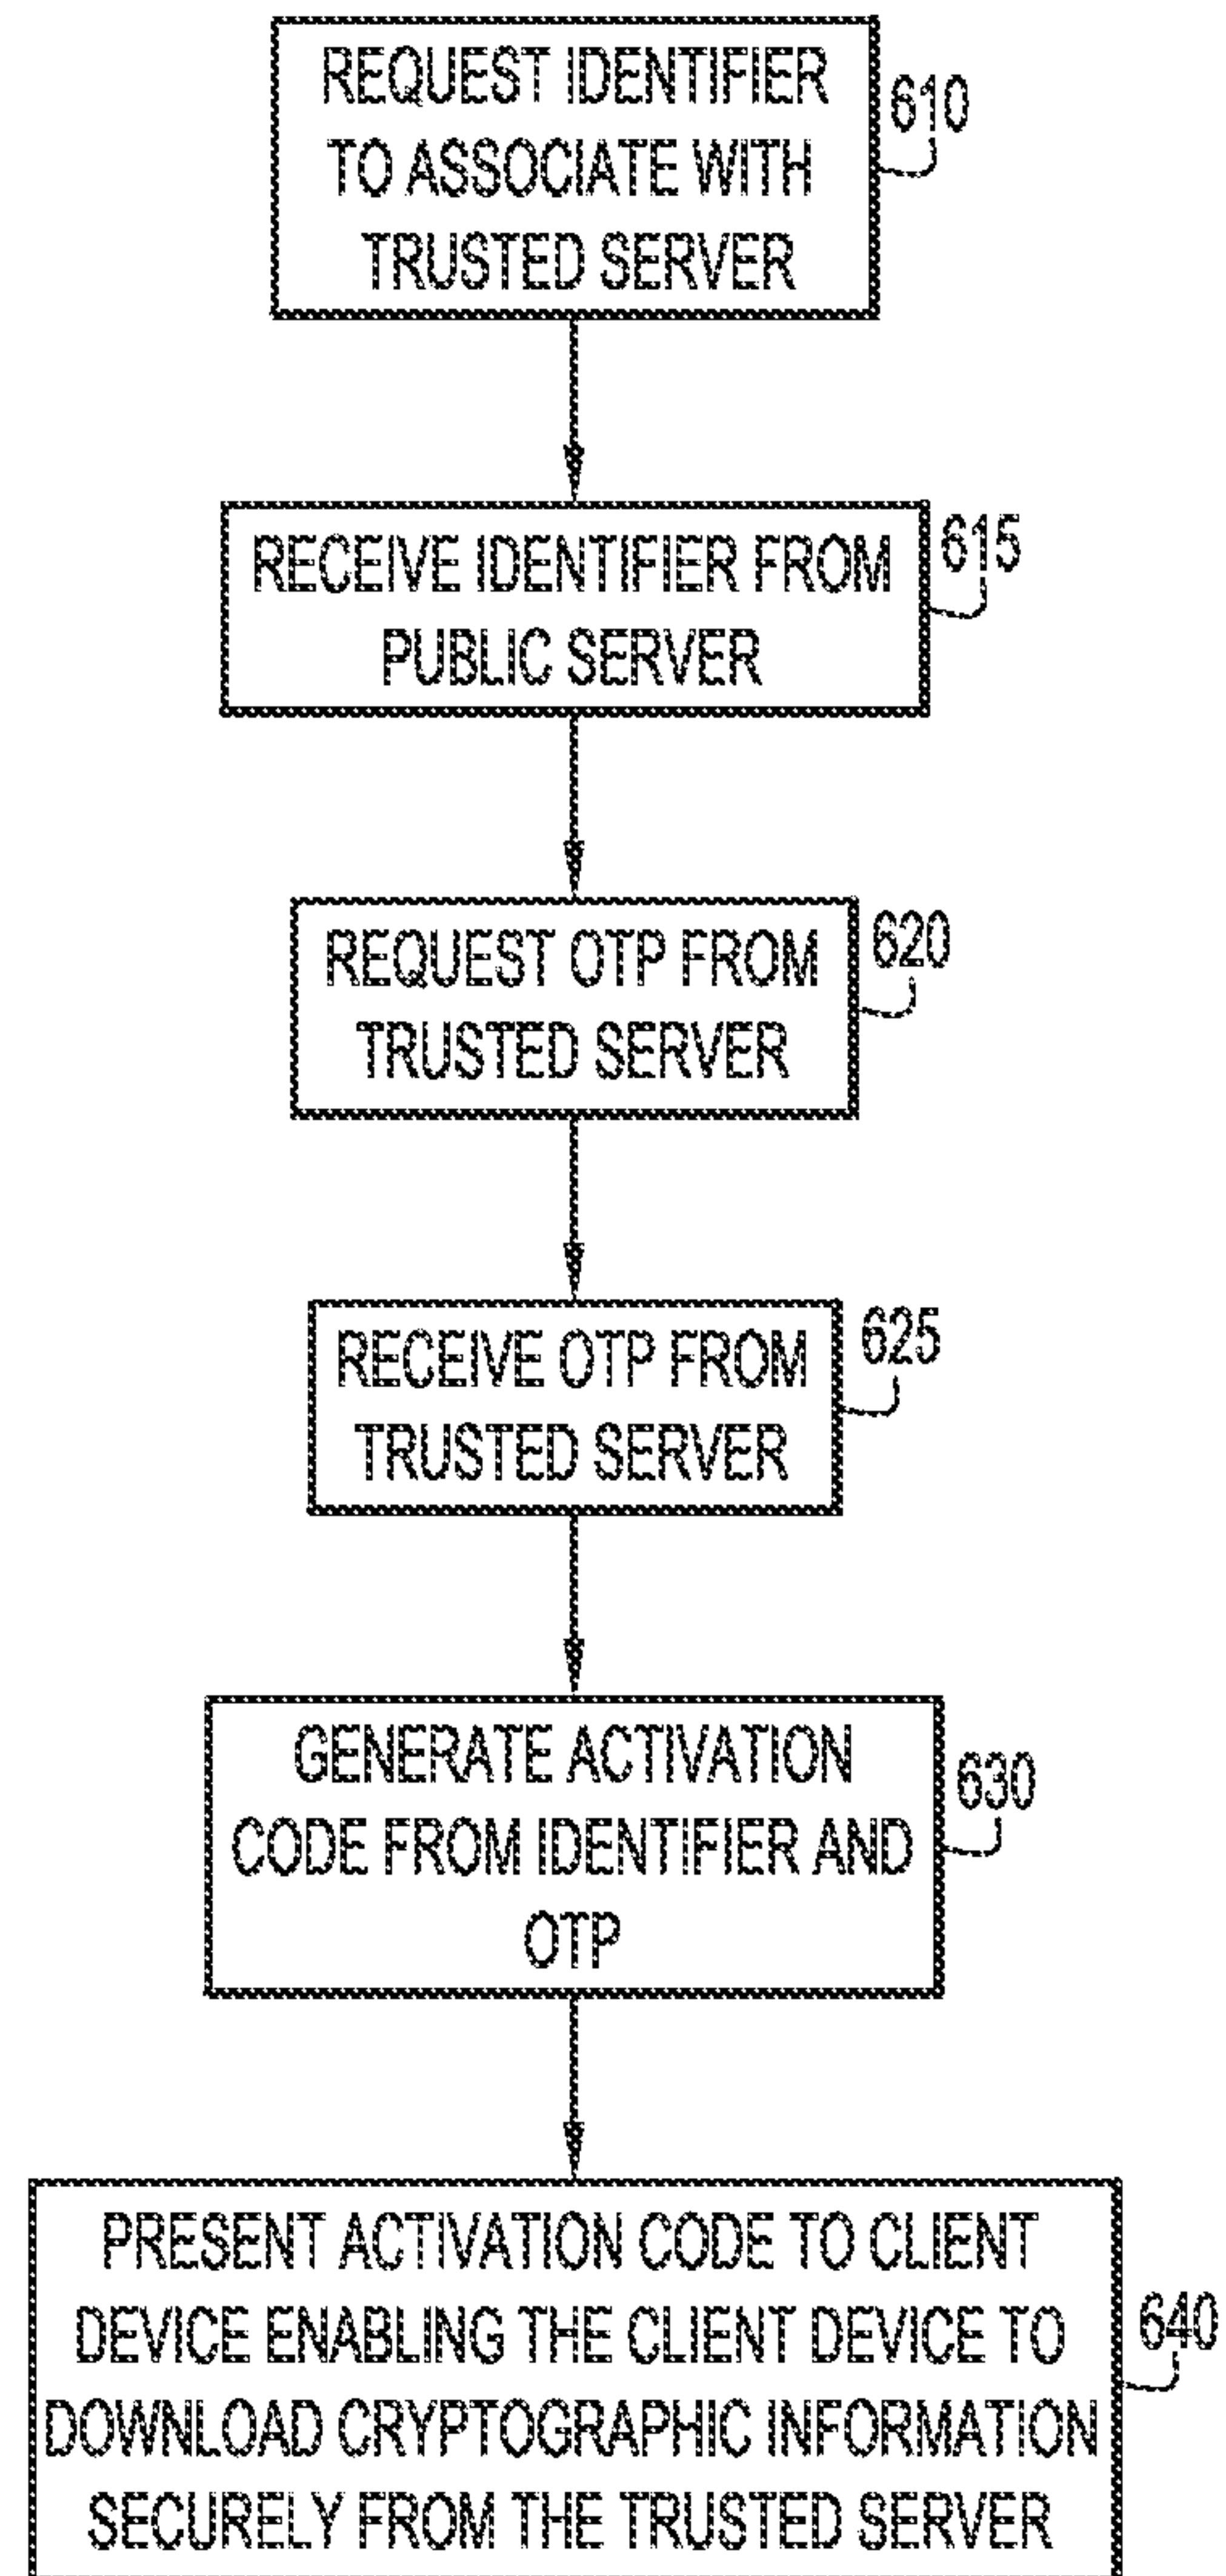 REQUEST IDENTIFIER
TO ASSOCIATE WITH
TRUSTED SERVER
610
RECEIVE IDENTIFIER FROM
PUBLIC SERVER
615
REQUEST OTP FROM
TRUSTED SERVER
620
RECEIVE OTP FROM
TRUSTED SERVER
625
GENERATE ACTIVATION
CODE FROM IDENTIFIER AND
OTP
630
PRESENT ACTIVATION CODE TO CLIENT
DEVICE ENABLING THE CLIENT DEVICE TO
DOWNLOAD CRYPTOGRAPHIC INFORMATION
SECURELY FROM THE TRUSTED SERVER
640